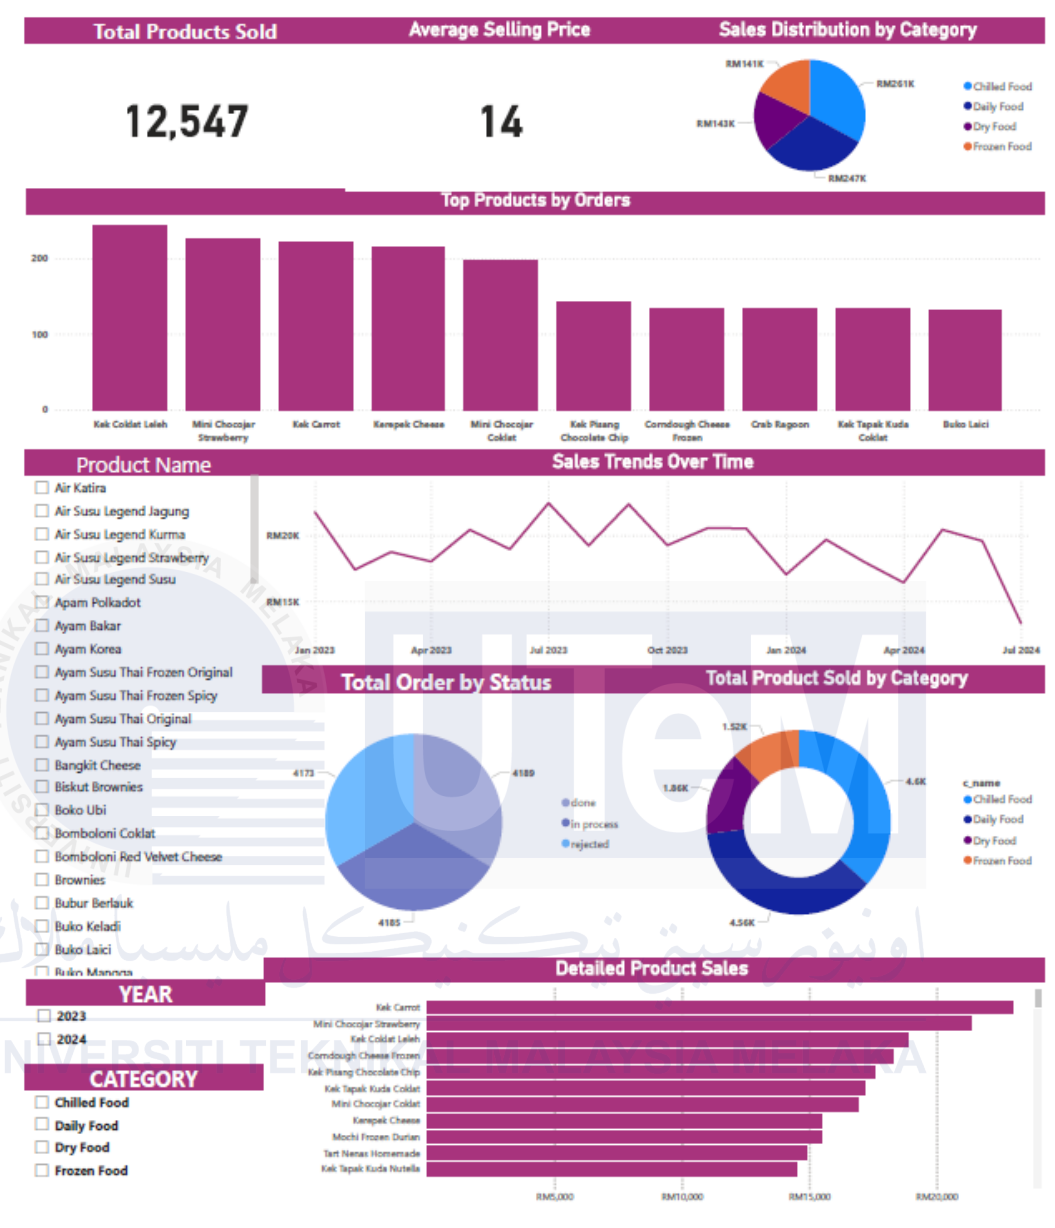 Total Products Sold
Average Selling Price
Sales Distribution by Category
12,547
14
RM141K
RM261K
RM143K
RM247K
Chilled Food
Daily Food
Dry Food
Frozen Food
Top Products by Orders
200
100
0
Kek Coklat Leleh
Mini Chocojar Strawberry
Kek Carrot
Kerepek Cheese
Mini Chocojar Coklat
Kek Pisang Chocolate Chip
Corndough Cheese Frozen
Creb Ragoon
Kek Tapak Kuda Coklat
Buko Laici
Product Name
Air Katira
Air Susu Legend Jagung
Air Susu Legend Kurma
Air Susu Legend Strawberry
Air Susu Legend Susu
Apam Polkadot
Ayam Bakar
Ayam Korea
Ayam Susu Thai Frozen Original
Ayam Susu Thai Frozen Spicy
Ayam Susu Thai Original
Ayam Susu Thai Spicy
Bangkit Cheese
Biskut Brownies
Boko Ubi
Bomboloni Coklat
Bomboloni Red Velvet Cheese
Brownies
Bubur Berlauk
Buko Keladi
Buko Laici
Buko Mangga
Sales Trends Over Time
RM20K
RM15K
Jan 2023
Apr 2023
Jul 2023
Oct 2023
Jan 2024
Apr 2024
Jul 2024
Total Order by Status
4173
4189
4185
done
in process
rejected
Total Product Sold by Category
1.52K
4.6K
1.86K
4.56K
c_name
Chilled Food
Daily Food
Dry Food
Frozen Food
YEAR
2023
2024
CATEGORY
Chilled Food
Daily Food
Dry Food
Frozen Food
Detailed Product Sales
Kek Carrot
Mini Chocojar Strawberry
Kek Coklat Leleh
Corndough Cheese Frozen
Kek Pisang Chocolate Chip
Kek Tapak Kuda Coklat
Mini Chocojar Coklat
Kerepek Cheese
Mochi Frozen Durian
Tart Nenas Homemade
Kek Tapak Kuda Nutella
RM5,000
RM10,000
RM15,000
RM20,000
UTeM
اونيۏرسيتي تيكنيكل مليسيا ملاك
UNIVERSITI TEKNIKAL MALAYSIA MELAKA